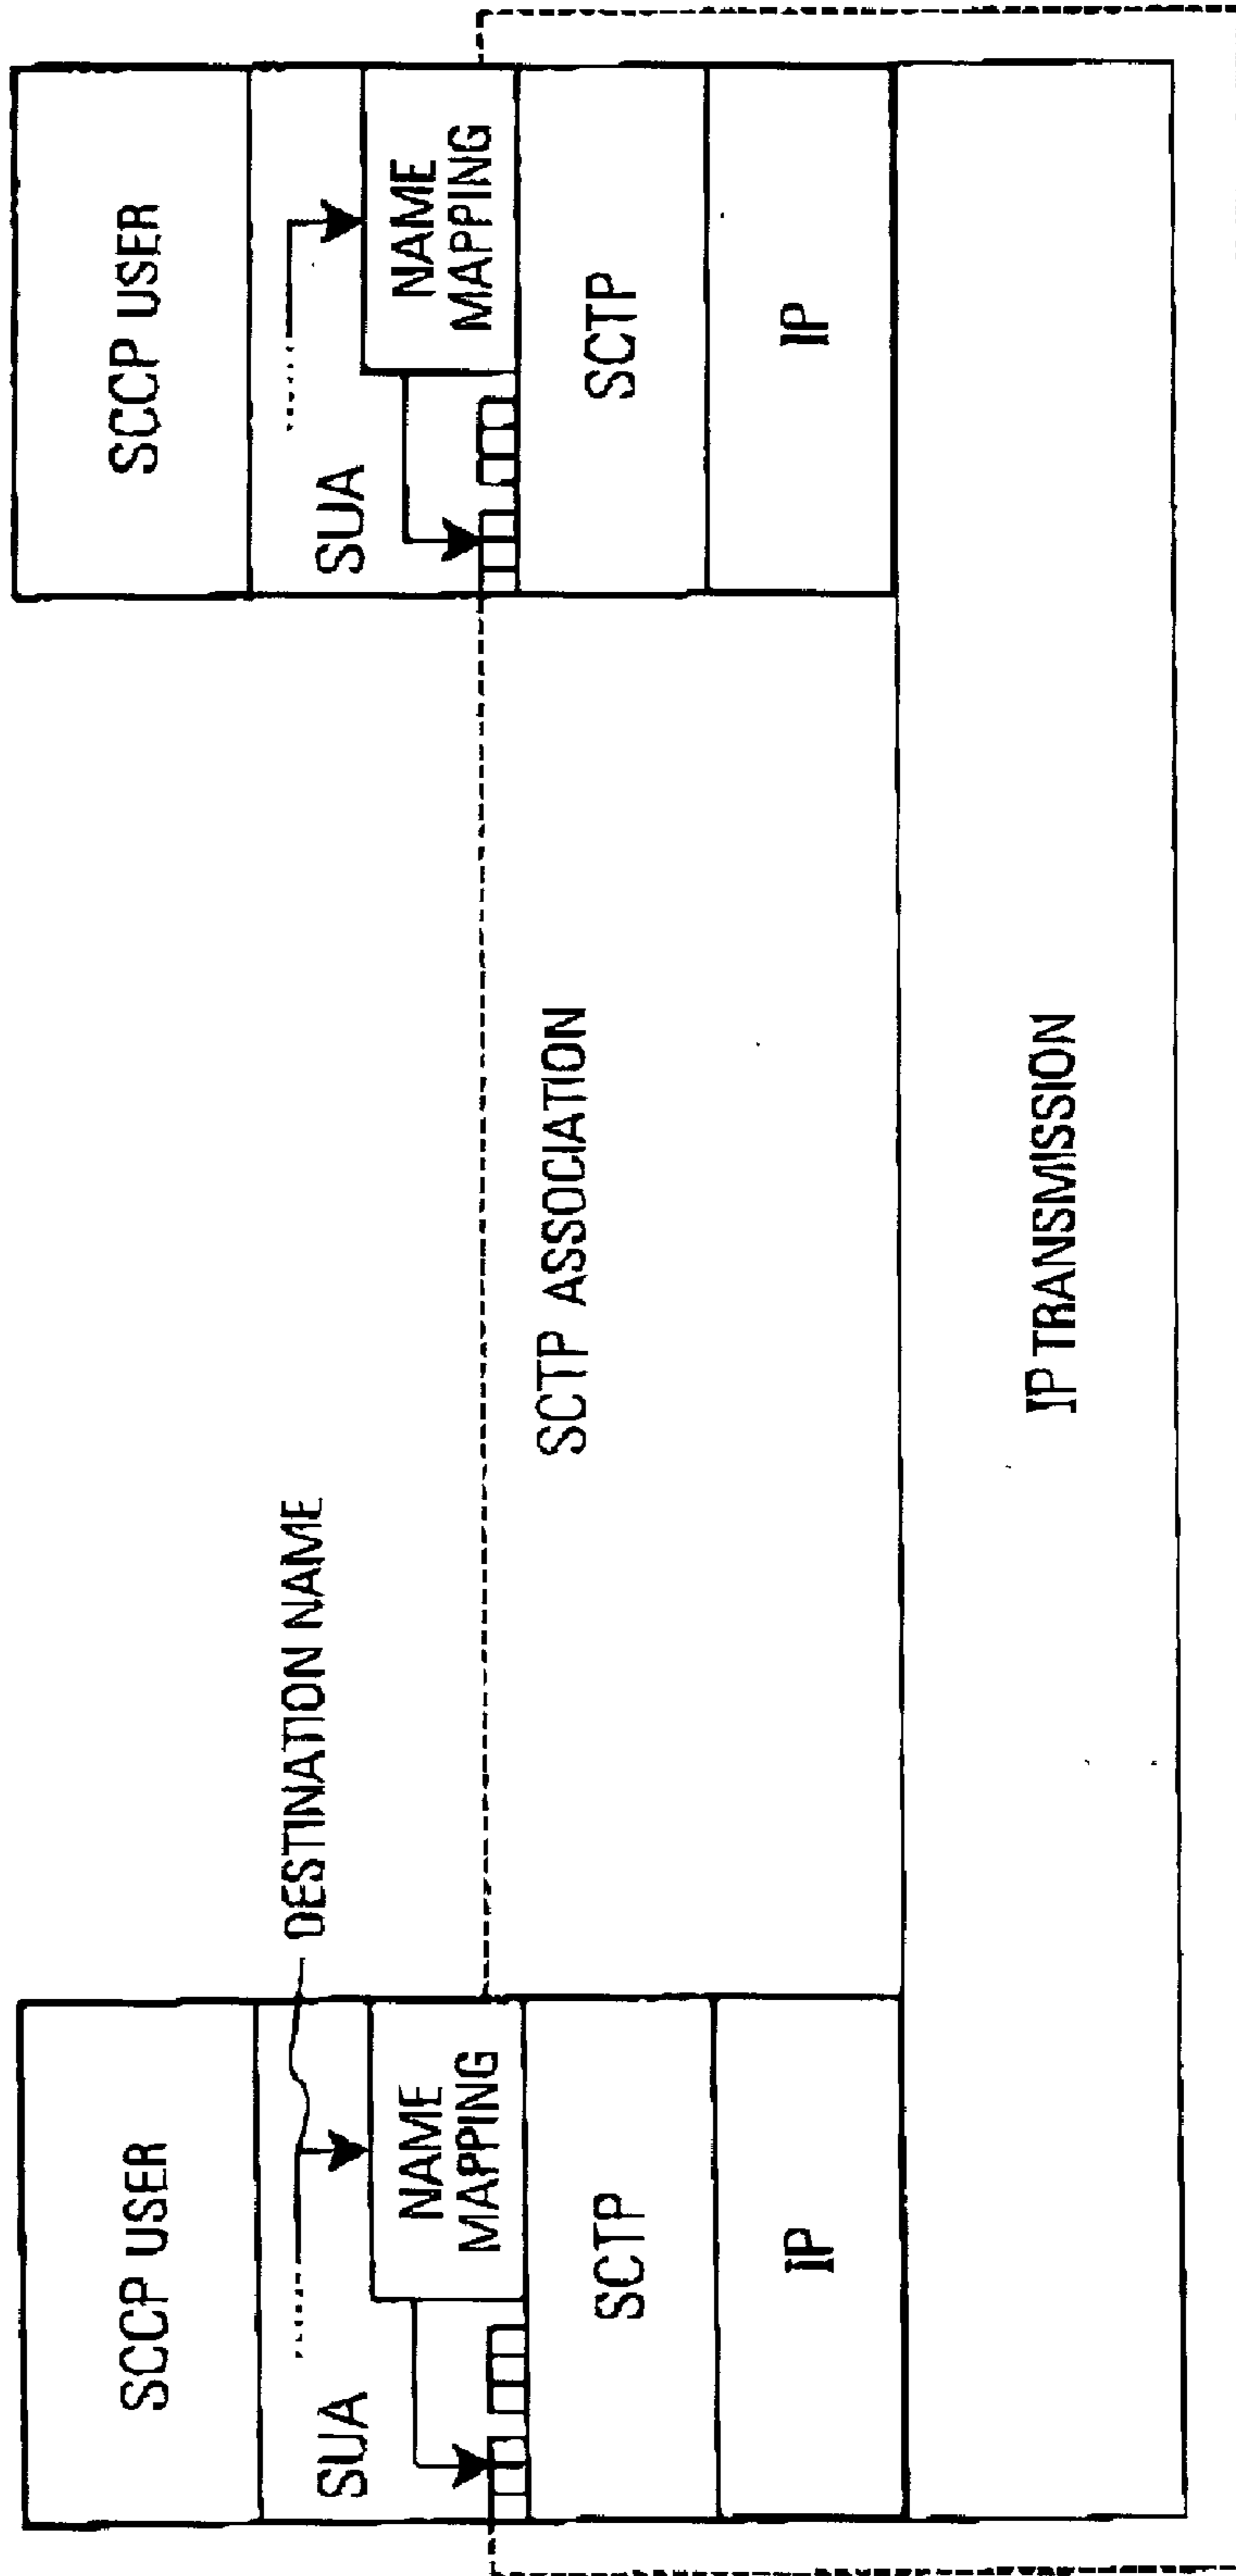 SCCP USER
SUA
DESTINATION NAME
NAME
MAPPING
SCTP
IP
SCTP ASSOCIATION
SCCP USER
SUA
NAME
MAPPING
SCTP
IP
IP TRANSMISSION